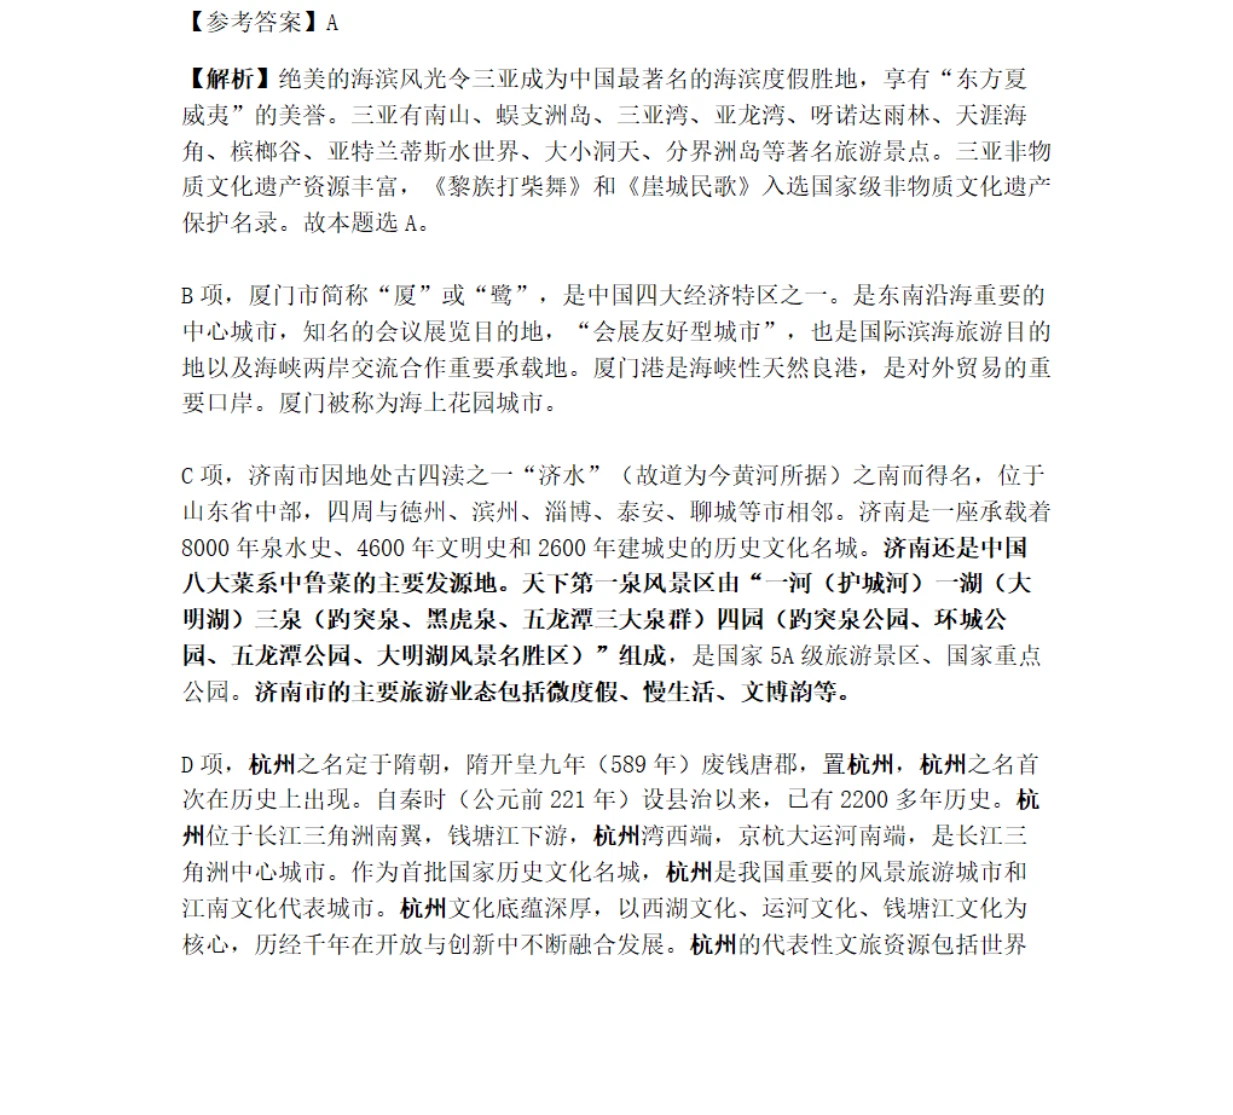 【参考答案】A
【解析】绝美的海滨风光令三亚成为中国最著名的海滨度假胜地，享有“东方夏
威夷”的美誉。三亚有南山、蜈支洲岛、三亚湾、亚龙湾、呀诺达雨林、天涯海
角、槟榔谷、亚特兰蒂斯水世界、大小洞天、分界洲岛等著名旅游景点。三亚非物
质文化遗产资源丰富，《黎族打柴舞》和《崖城民歌》入选国家级非物质文化遗产
保护名录。故本题选 A。
B 项，厦门市简称“厦”或“鹭”，是中国四大经济特区之一。是东南沿海重要的
中心城市，知名的会议展览目的地，“会展友好型城市”，也是国际滨海旅游目的
地以及海峡两岸交流合作重要承载地。厦门港是海峡性天然良港，是对外贸易的重
要口岸。厦门被称为海上花园城市。
C 项，济南市因地处古四渎之一“济水”（故道为今黄河所据）之南而得名，位于
山东省中部，四周与德州、滨州、淄博、泰安、聊城等市相邻。济南是一座承载着
8000 年泉水史、4600 年文明史和 2600 年建城史的历史文化名城。济南还是中国
八大菜系中鲁菜的主要发源地。天下第一泉风景区由“一河（护城河）一湖（大
明湖）三泉（趵突泉、黑虎泉、五龙潭三大泉群）四园（趵突泉公园、环城公
园、五龙潭公园、大明湖风景名胜区）”组成，是国家 5A 级旅游景区、国家重点
公园。济南市的主要旅游业态包括微度假、慢生活、文博韵等。
D 项，杭州之名定于隋朝，隋开皇九年（589 年）废钱唐郡，置杭州，杭州之名首
次在历史上出现。自秦时（公元前 221 年）设县治以来，已有 2200 多年历史。杭
州位于长江三角洲南翼，钱塘江下游，杭州湾西端，京杭大运河南端，是长江三
角洲中心城市。作为首批国家历史文化名城，杭州是我国重要的风景旅游城市和
江南文化代表城市。杭州文化底蕴深厚，以西湖文化、运河文化、钱塘江文化为
核心，历经千年在开放与创新中不断融合发展。杭州的代表性文旅资源包括世界